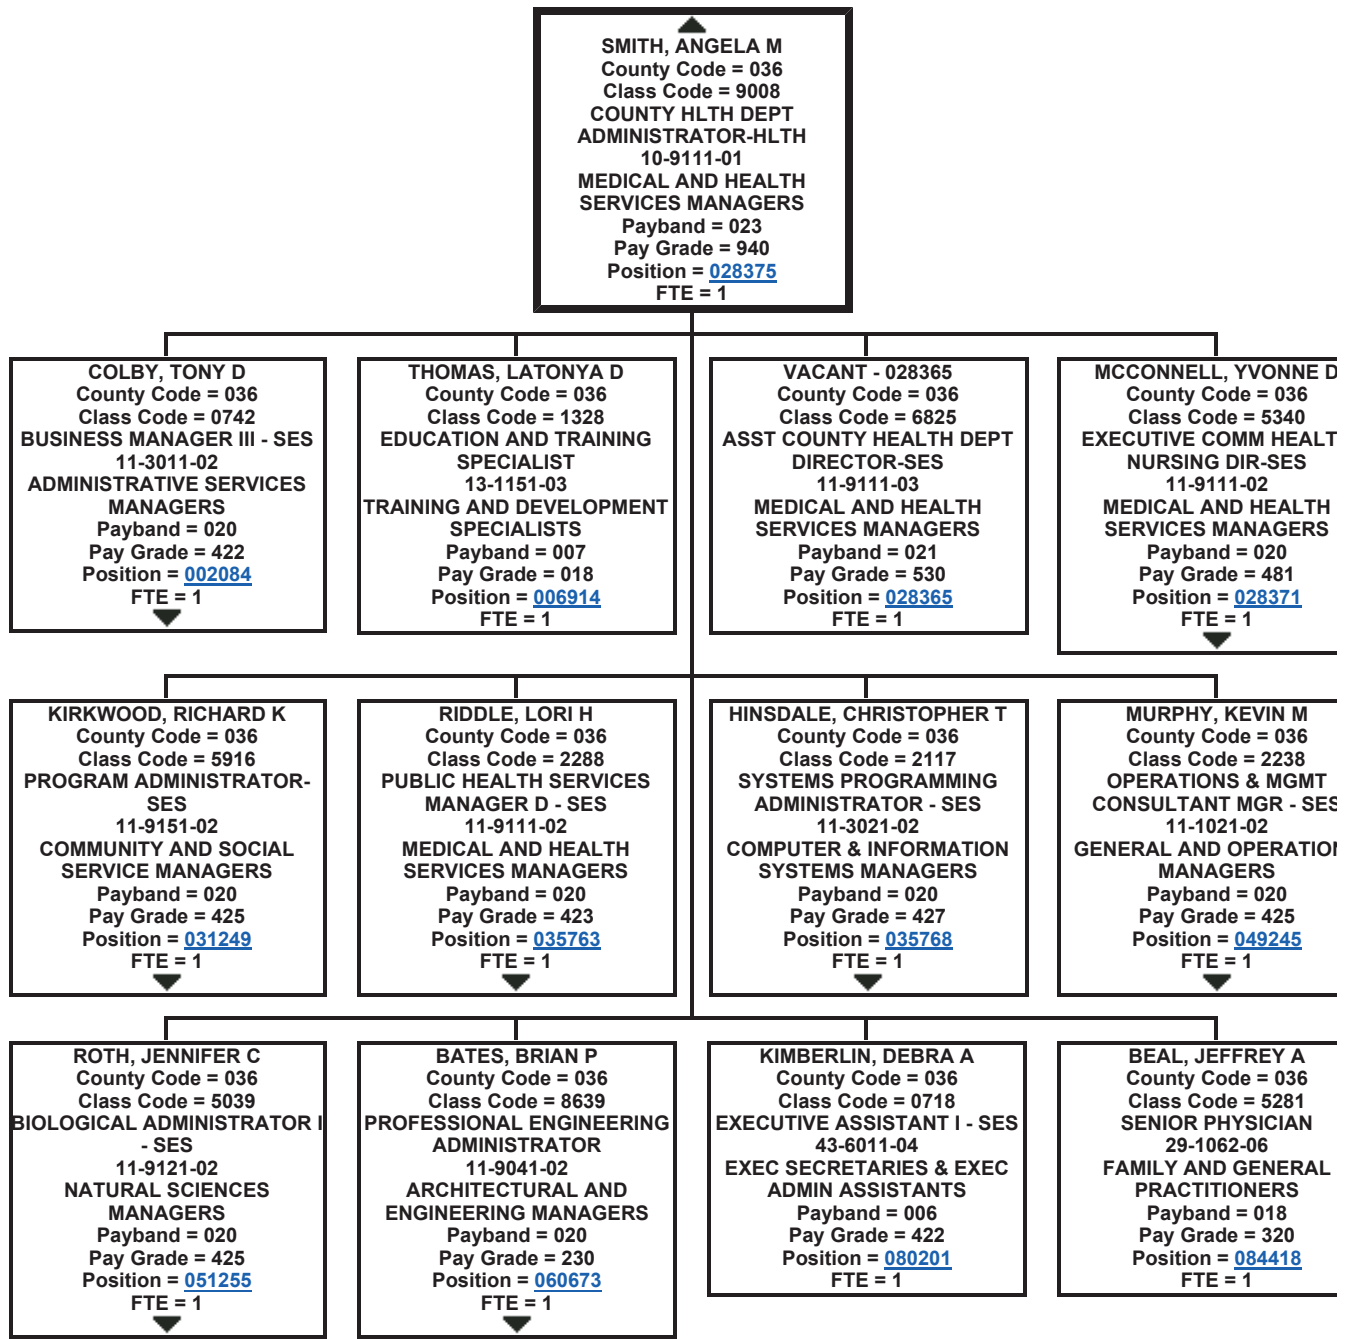 SMITH, ANGELA M
County Code = 036
Class Code = 9008
COUNTY HLTH DEPT
ADMINISTRATOR-HLTH
10-9111-01
MEDICAL AND HEALTH
SERVICES MANAGERS
Payband = 023
Pay Grade = 940
Position = 028375
FTE = 1
COLBY, TONY D
County Code = 036
Class Code = 0742
BUSINESS MANAGER III - SES
11-3011-02
ADMINISTRATIVE SERVICES
MANAGERS
Payband = 020
Pay Grade = 422
Position = 002084
FTE = 1
THOMAS, LATONYA D
County Code = 036
Class Code = 1328
EDUCATION AND TRAINING
SPECIALIST
13-1151-03
TRAINING AND DEVELOPMENT
SPECIALISTS
Payband = 007
Pay Grade = 018
Position = 006914
FTE = 1
VACANT - 028365
County Code = 036
Class Code = 6825
ASST COUNTY HEALTH DEPT
DIRECTOR-SES
11-9111-03
MEDICAL AND HEALTH
SERVICES MANAGERS
Payband = 021
Pay Grade = 530
Position = 028365
FTE = 1
MCCONNELL, YVONNE D
County Code = 036
Class Code = 5340
EXECUTIVE COMM HEALT
NURSING DIR-SES
11-9111-02
MEDICAL AND HEALTH
SERVICES MANAGERS
Payband = 020
Pay Grade = 481
Position = 028371
FTE = 1
KIRKWOOD, RICHARD K
County Code = 036
Class Code = 5916
PROGRAM ADMINISTRATOR-
SES
11-9151-02
COMMUNITY AND SOCIAL
SERVICE MANAGERS
Payband = 020
Pay Grade = 425
Position = 031249
FTE = 1
RIDDLE, LORI H
County Code = 036
Class Code = 2288
PUBLIC HEALTH SERVICES
MANAGER D - SES
11-9111-02
MEDICAL AND HEALTH
SERVICES MANAGERS
Payband = 020
Pay Grade = 423
Position = 035763
FTE = 1
HINSDALE, CHRISTOPHER T
County Code = 036
Class Code = 2117
SYSTEMS PROGRAMMING
ADMINISTRATOR - SES
11-3021-02
COMPUTER & INFORMATION
SYSTEMS MANAGERS
Payband = 020
Pay Grade = 427
Position = 035768
FTE = 1
MURPHY, KEVIN M
County Code = 036
Class Code = 2238
OPERATIONS & MGMT
CONSULTANT MGR - SES
11-1021-02
GENERAL AND OPERATION
MANAGERS
Payband = 020
Pay Grade = 425
Position = 049245
FTE = 1
ROTH, JENNIFER C
County Code = 036
Class Code = 5039
BIOLOGICAL ADMINISTRATOR I
- SES
11-9121-02
NATURAL SCIENCES
MANAGERS
Payband = 020
Pay Grade = 425
Position = 051255
FTE = 1
BATES, BRIAN P
County Code = 036
Class Code = 8639
PROFESSIONAL ENGINEERING
ADMINISTRATOR
11-9041-02
ARCHITECTURAL AND
ENGINEERING MANAGERS
Payband = 020
Pay Grade = 230
Position = 060673
FTE = 1
KIMBERLIN, DEBRA A
County Code = 036
Class Code = 0718
EXECUTIVE ASSISTANT I - SES
43-6011-04
EXEC SECRETARIES & EXEC
ADMIN ASSISTANTS
Payband = 006
Pay Grade = 422
Position = 080201
FTE = 1
BEAL, JEFFREY A
County Code = 036
Class Code = 5281
SENIOR PHYSICIAN
29-1062-06
FAMILY AND GENERAL
PRACTITIONERS
Payband = 018
Pay Grade = 320
Position = 084418
FTE = 1